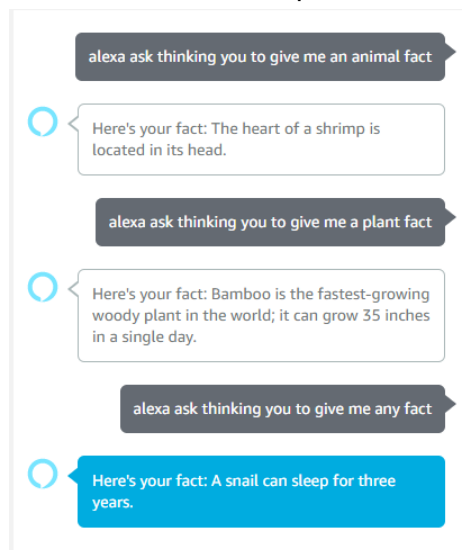 alexa ask thinking you to give me an animal fact
Here's your fact: The heart of a shrimp is
located in its head.
alexa ask thinking you to give me a plant fact
Here's your fact: Bamboo is the fastest-growing
woody plant in the world; it can grow 35 inches
in a single day.
alexa ask thinking you to give me any fact
Here's your fact: A snail can sleep for three
years.